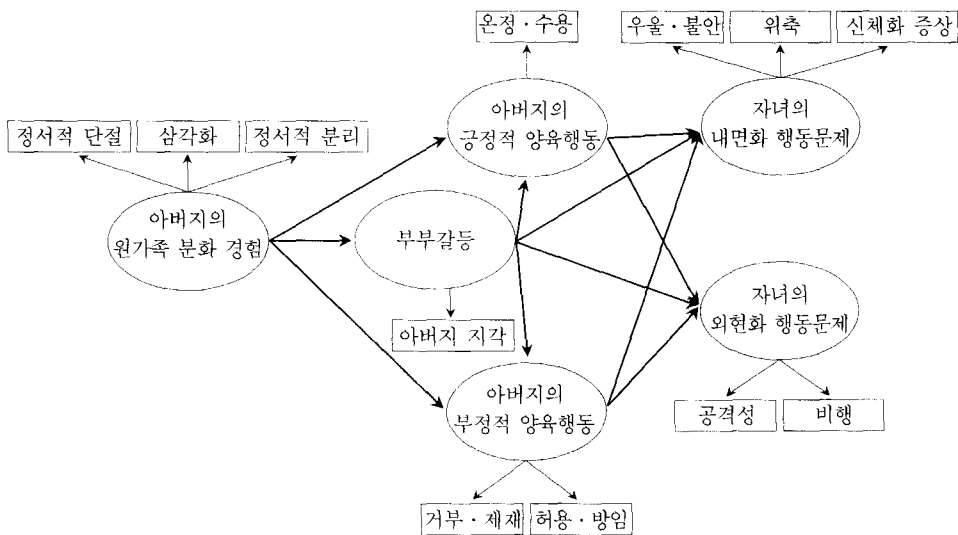 온정·수용
우울·불안
위축
신체화 증상
아버지의
긍정적 양육행동
자녀의
내면화 행동문제
정서적 단절
삼각화
정서적 분리
아버지의
원가족 분화 경험
부부갈등
아버지 지각
자녀의
외현화 행동문제
아버지의
부정적 양육행동
공격성
비행
거부·제재
허용·방임